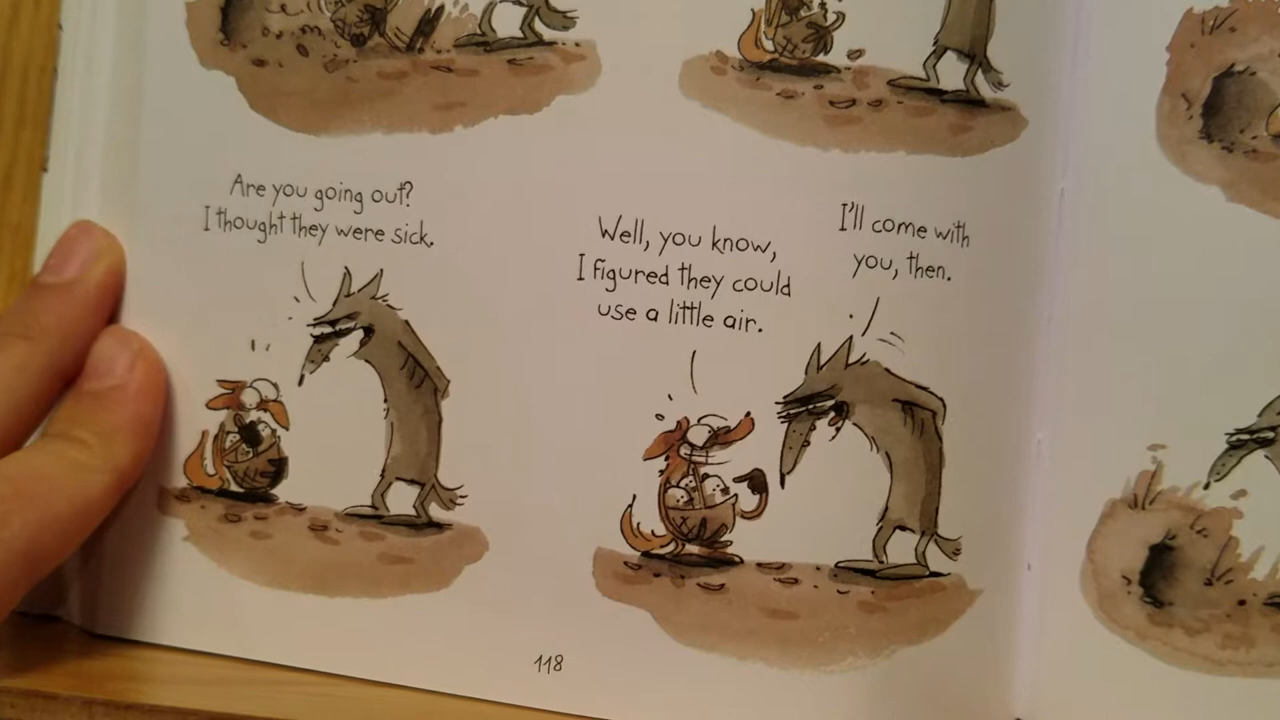 Are you going out?
I thought they were sick.
Well, you know,
I figured they could
use a little air.
I'll come with
you, then.
118